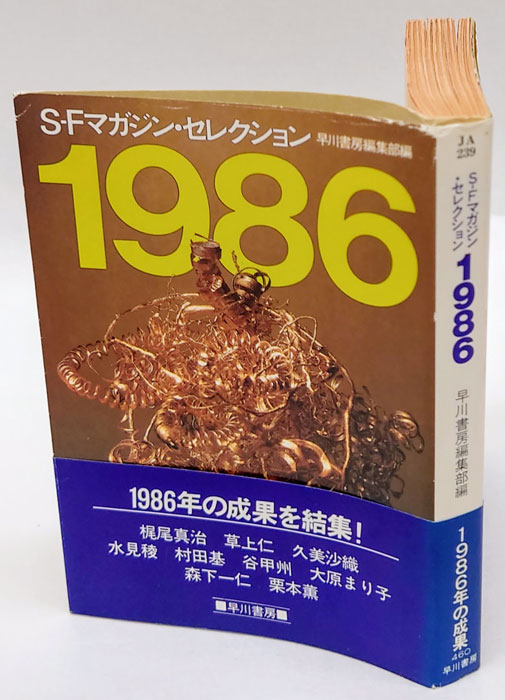 S-Fマガジン・セレクション 早川書房編集部編
1986
1986年の成果を結集!
梶尾真治 草上仁 久美沙織
水見稜 村田基 谷甲州 大原まり子
森下一仁 栗本薫
■早川書房■
JA
239
S-Fマガジン
・セレクション
1986
早川書房編集部編
1986年の成果
460
早川書房